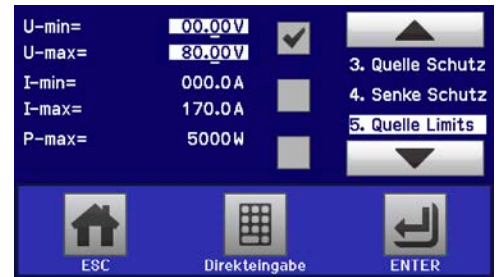 U-min= 00.00V
U-max= 80.00V
I-min= 000.0A
I-max= 170.0A
P-max= 5000W
3. Quelle Schutz
4. Senke Schutz
5. Quelle Limits
ESC
Direkteingabe
ENTER